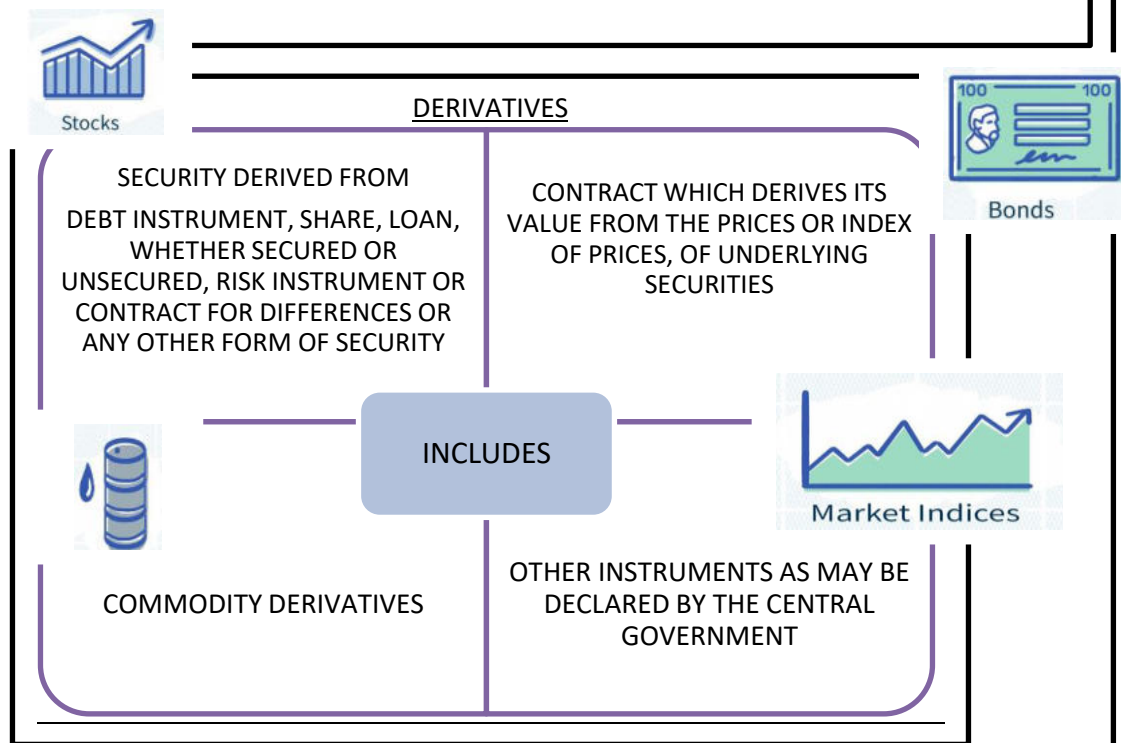 Stocks
DERIVATIVES
100 100
Bonds
SECURITY DERIVED FROM
DEBT INSTRUMENT, SHARE, LOAN,
WHETHER SECURED OR
UNSECURED, RISK INSTRUMENT OR
CONTRACT FOR DIFFERENCES OR
ANY OTHER FORM OF SECURITY
CONTRACT WHICH DERIVES ITS
VALUE FROM THE PRICES OR INDEX
OF PRICES, OF UNDERLYING
SECURITIES
INCLUDES
Market Indices
COMMODITY DERIVATIVES
OTHER INSTRUMENTS AS MAY BE
DECLARED BY THE CENTRAL
GOVERNMENT